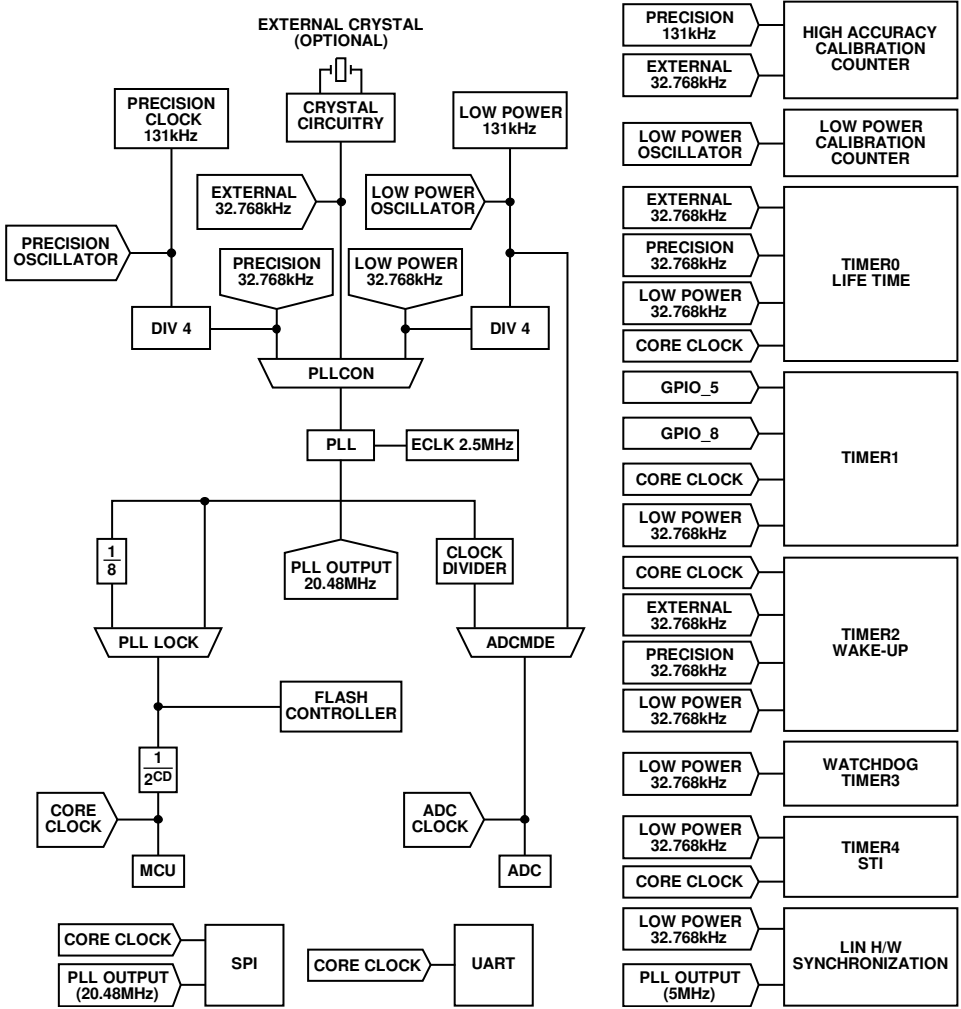 EXTERNAL CRYSTAL
(OPTIONAL)
PRECISION
CLOCK
131kHz
CRYSTAL
CIRCUITRY
LOW POWER
131kHz
EXTERNAL
32.768kHz
LOW POWER
OSCILLATOR
PRECISION
OSCILLATOR
PRECISION
32.768kHz
LOW POWER
32.768kHz
DIV 4
DIV 4
PLLCON
PLL
ECLK 2.5MHz
1
8
PLL OUTPUT
20.48MHz
CLOCK
DIVIDER
PLL LOCK
ADCMDE
FLASH
CONTROLLER
1
2CD
CORE
CLOCK
ADC
CLOCK
MCU
ADC
CORE CLOCK
PLL OUTPUT
(20.48MHz)
SPI
CORE CLOCK
UART
PRECISION
131kHz
EXTERNAL
32.768kHz
HIGH ACCURACY
CALIBRATION
COUNTER
LOW POWER
OSCILLATOR
LOW POWER
CALIBRATION
COUNTER
EXTERNAL
32.768kHz
PRECISION
32.768kHz
LOW POWER
32.768kHz
CORE CLOCK
TIMER0
LIFE TIME
GPIO_5
GPIO_8
CORE CLOCK
LOW POWER
32.768kHz
TIMER1
CORE CLOCK
EXTERNAL
32.768kHz
PRECISION
32.768kHz
LOW POWER
32.768kHz
TIMER2
WAKE-UP
LOW POWER
32.768kHz
WATCHDOG
TIMER3
LOW POWER
32.768kHz
CORE CLOCK
TIMER4
STI
LOW POWER
32.768kHz
PLL OUTPUT
(5MHz)
LIN H/W
SYNCHRONIZATION